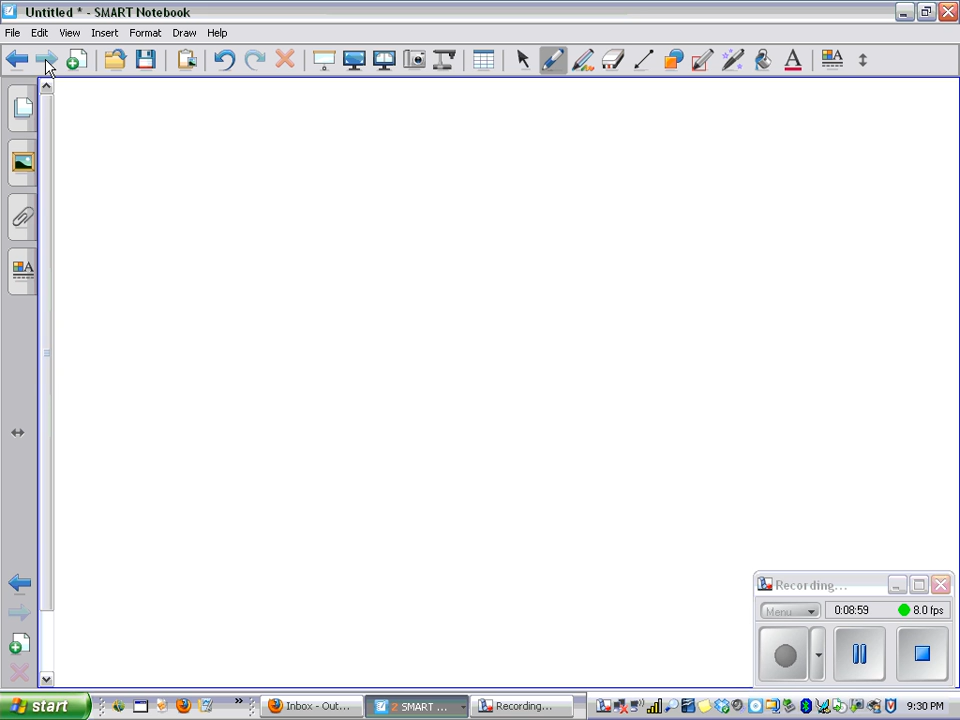 Untitled * - SMART Notebook
File Edit View Insert Format Draw Help
Recording...
Menu 0:08:59 8.0 fps
start » Inbox - Out... 2 SMART ... Recording... 9:30 PM